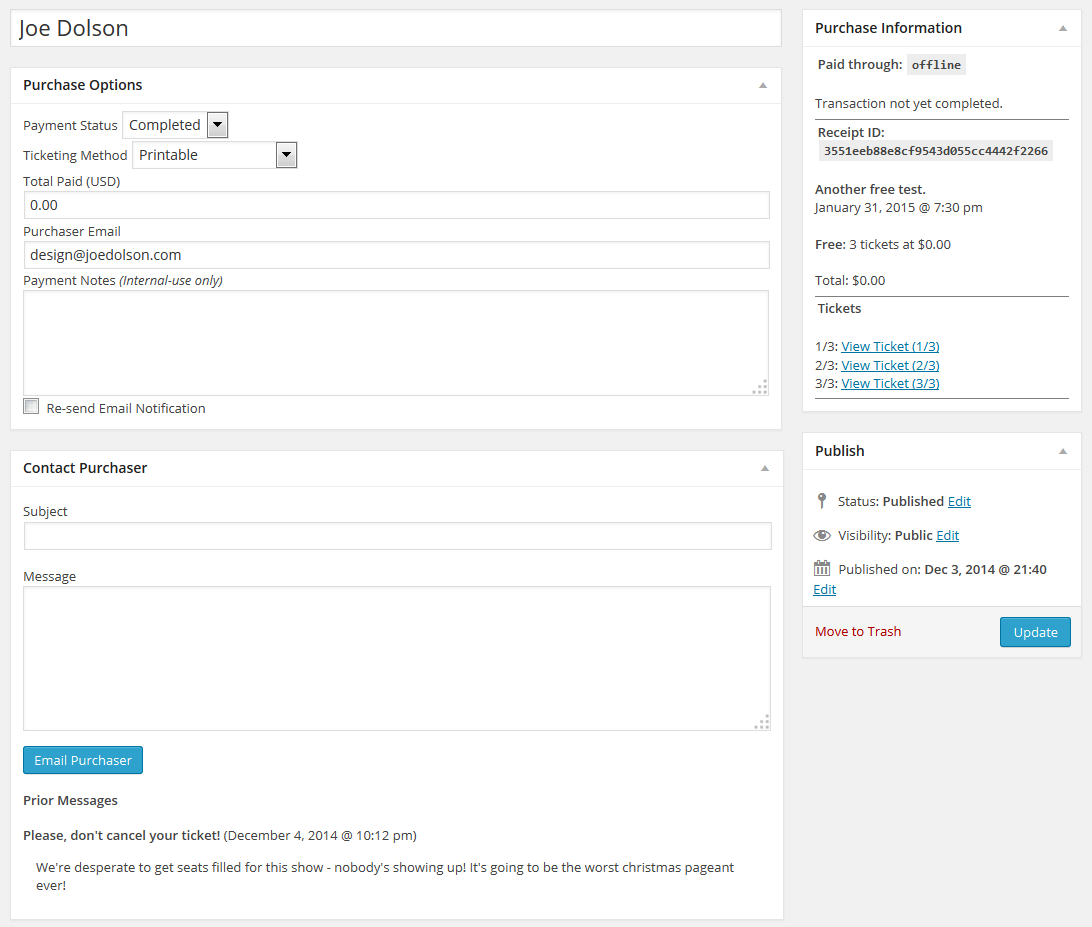 Joe Dolson
Purchase Options
Payment Status Completed
Ticketing Method Printable
Total Paid (USD)
0.00
Purchaser Email
design@joedolson.com
Payment Notes (Internal-use only)
Re-send Email Notification
Contact Purchaser
Subject
Message
Email Purchaser
Prior Messages
Please, don't cancel your ticket! (December 4, 2014 @ 10:12 pm)
We're desperate to get seats filled for this show - nobody's showing up! It's going to be the worst christmas pageant
ever!
Purchase Information
Paid through: offline
Transaction not yet completed.
Receipt ID:
3551eeb88e8cf9543d055cc4442f2266
Another free test.
January 31, 2015 @ 7:30 pm
Free: 3 tickets at $0.00
Total: $0.00
Tickets
1/3: View Ticket (1/3)
2/3: View Ticket (2/3)
3/3: View Ticket (3/3)
Publish
Status: Published Edit
Visibility: Public Edit
Published on: Dec 3, 2014 @ 21:40
Edit
Move to Trash
Update